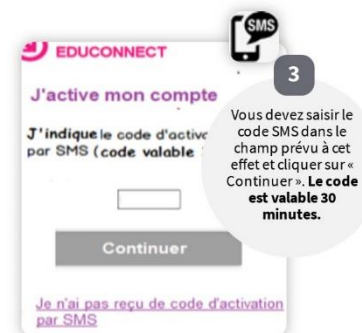 SMS
EDUCONNECT
J'active mon compte
J'indique le code d'activa
par SMS (code valable
Continuer
Je n'ai pas reçu de code d'activation
par SMS
3
Vous devez saisir le
code SMS dans le
champ prévu à cet
effet et cliquer sur «
Continuer ». Le code
est valable 30
minutes.